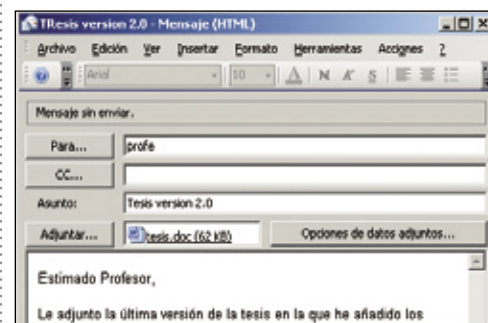 TResis version 2.0 - Mensaje (HTML)
Archivo Edición Ver Insertar Formato Herramientas Acciones ?
Arial 10 A N K S
Mensaje sin enviar.
Para... profe
CC...
Asunto: Tesis version 2.0
Adjuntar... tesis.doc (62 KB) Opciones de datos adjuntos...
Estimado Profesor,
Le adjunto la última versión de la tesis en la que he añadido los